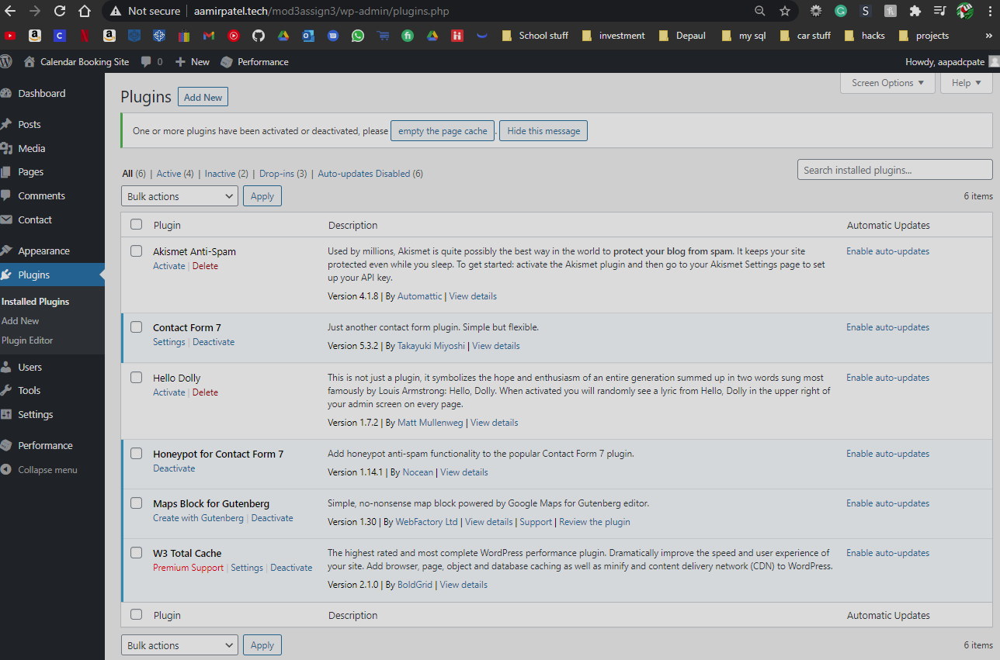 Not secure | aamirpatel.tech/mod3assign3/wp-admin/plugins.php
School stuff investment Depaul my sql car stuff hacks projects »
Calendar Booking Site 0 New Performance Howdy, aapadcpate
Dashboard
Posts
Media
Pages
Comments
Contact
Appearance
Plugins
Installed Plugins
Add New
Plugin Editor
Users
Tools
Settings
Performance
Collapse menu
Screen Options Help
Plugins Add New
One or more plugins have been activated or deactivated, please empty the page cache . Hide this message
All (6) | Active (4) | Inactive (2) | Drop-ins (3) | Auto-updates Disabled (6)
Search installed plugins...
Bulk actions Apply 6 items
Plugin Description Automatic Updates
Akismet Anti-Spam
Activate | Delete
Used by millions, Akismet is quite possibly the best way in the world to protect your blog from spam. It keeps your site
protected even while you sleep. To get started: activate the Akismet plugin and then go to your Akismet Settings page to set
up your API key.
Version 4.1.8 | By Automattic | View details
Enable auto-updates
Contact Form 7
Settings | Deactivate
Just another contact form plugin. Simple but flexible.
Version 5.3.2 | By Takayuki Miyoshi | View details
Enable auto-updates
Hello Dolly
Activate | Delete
This is not just a plugin, it symbolizes the hope and enthusiasm of an entire generation summed up in two words sung most
famously by Louis Armstrong: Hello, Dolly. When activated you will randomly see a lyric from Hello, Dolly in the upper right of
your admin screen on every page.
Version 1.7.2 | By Matt Mullenweg | View details
Enable auto-updates
Honeypot for Contact Form 7
Deactivate
Add honeypot anti-spam functionality to the popular Contact Form 7 plugin.
Version 1.14.1 | By Nocean | View details
Enable auto-updates
Maps Block for Gutenberg
Create with Gutenberg | Deactivate
Simple, no-nonsense map block powered by Google Maps for Gutenberg editor.
Version 1.30 | By WebFactory Ltd | View details | Support | Review the plugin
Enable auto-updates
W3 Total Cache
Premium Support | Settings | Deactivate
The highest rated and most complete WordPress performance plugin. Dramatically improve the speed and user experience of
your site. Add browser, page, object and database caching as well as minify and content delivery network (CDN) to WordPress.
Version 2.1.0 | By BoldGrid | View details
Enable auto-updates
Plugin Description Automatic Updates
Bulk actions Apply 6 items